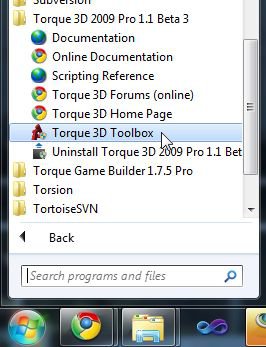 Subversion
Torque 3D 2009 Pro 1.1 Beta 3
Documentation
Online Documentation
Scripting Reference
Torque 3D Forums (online)
Torque 3D Home Page
Torque 3D Toolbox
Uninstall Torque 3D 2009 Pro 1.1 Bet
Torque Game Builder 1.7.5 Pro
Torsion
TortoiseSVN
Back
Search programs and files